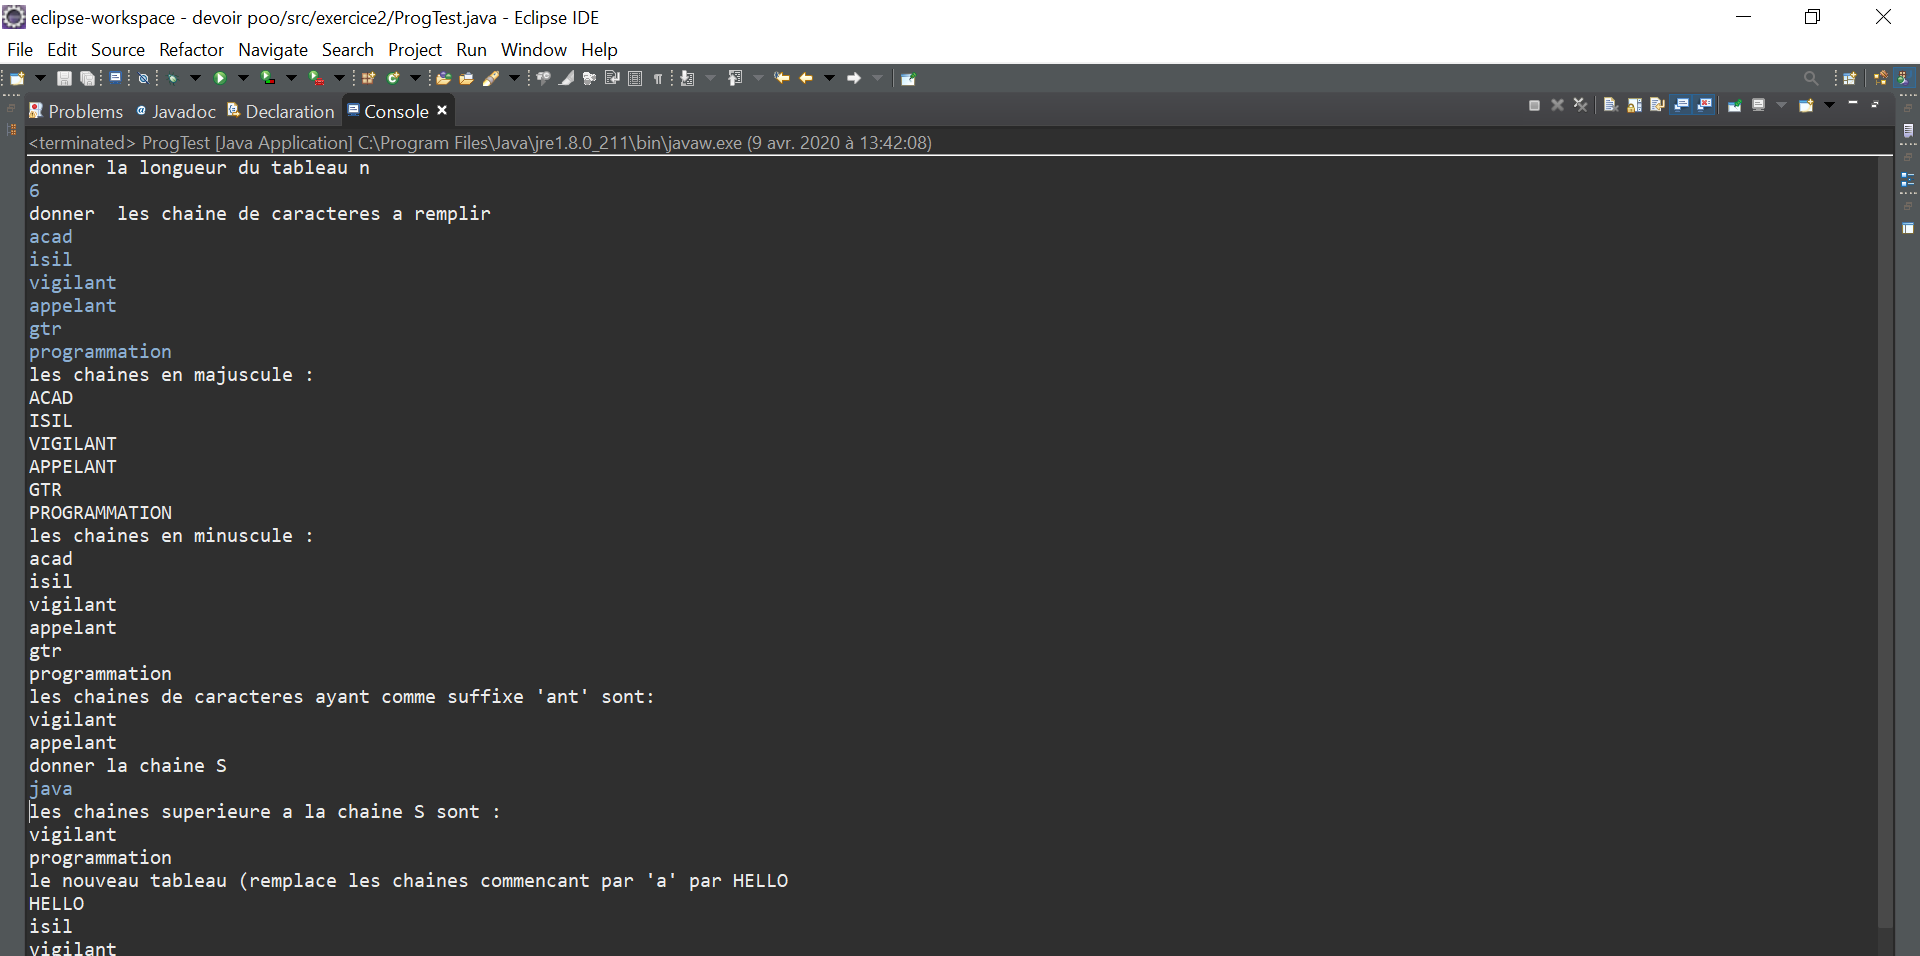 eclipse-workspace - devoir poo/src/exercice2/ProgTest.java - Eclipse IDE
File Edit Source Refactor Navigate Search Project Run Window Help
Problems Javadoc Declaration Console
<terminated> ProgTest [Java Application] C:\Program Files\Java\jre1.8.0_211\bin\javaw.exe (9 avr. 2020 à 13:42:08)
donner la longueur du tableau n
6
donner  les chaine de caracteres a remplir
acad
isil
vigilant
appelant
gtr
programmation
les chaines en majuscule :
ACAD
ISIL
VIGILANT
APPELANT
GTR
PROGRAMMATION
les chaines en minuscule :
acad
isil
vigilant
appelant
gtr
programmation
les chaines de caracteres ayant comme suffixe 'ant' sont:
vigilant
appelant
donner la chaine S
java
les chaines superieure a la chaine S sont :
vigilant
programmation
le nouveau tableau (remplace les chaines commencant par 'a' par HELLO
HELLO
isil
vigilant